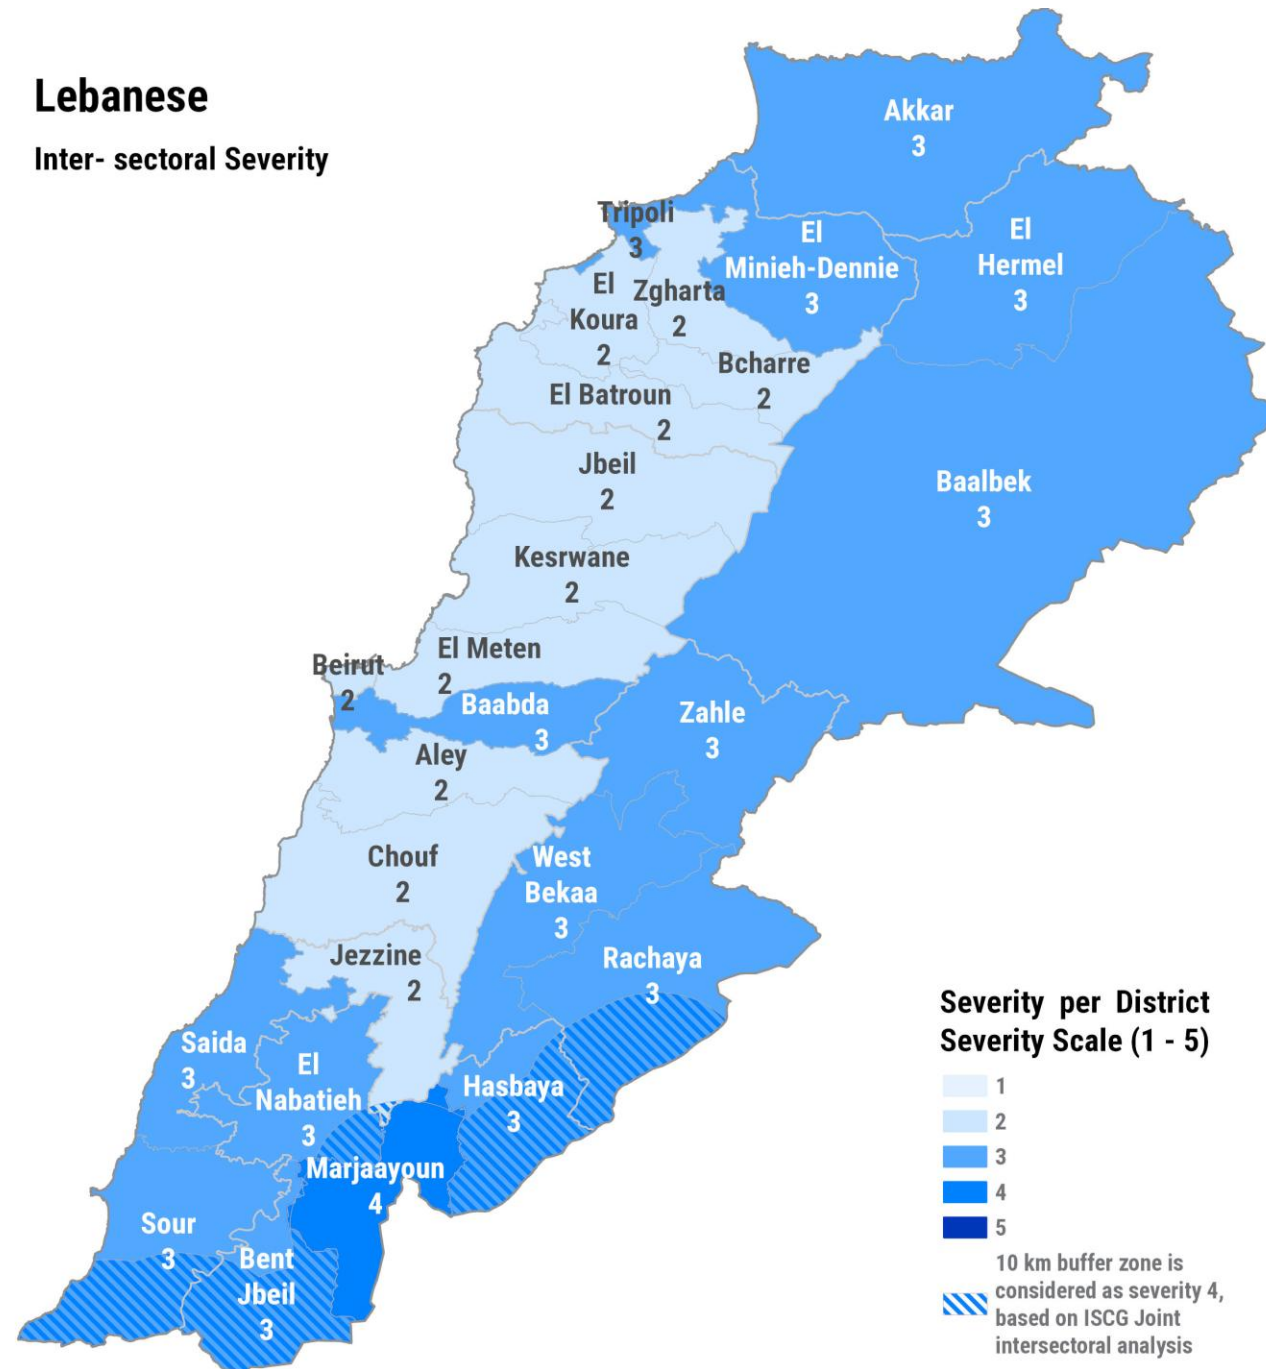 Lebanese
Inter- sectoral Severity
Akkar
3
Tripoli
3
El
Minieh-Dennie
3
El
Hermel
3
El
Koura
2
Zgharta
2
Bcharre
2
El Batroun
2
Jbeil
2
Baalbek
3
Kesrwane
2
El Meten
2
Beirut
2
Baabda
3
Zahle
3
Aley
2
Chouf
2
West
Bekaa
3
Jezzine
2
Rachaya
3
Saida
3
El
Nabatieh
3
Hasbaya
3
Marjaayoun
4
Sour
3
Bent
Jbeil
3
Severity per District
Severity Scale (1 - 5)
1
2
3
4
5
10 km buffer zone is
considered as severity 4,
based on ISCG Joint
intersectoral analysis